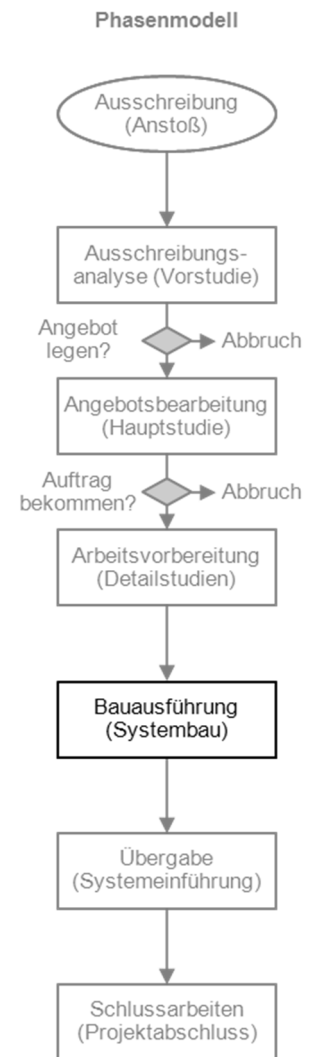 Phasenmodell
Ausschreibung
(Anstoß)
Ausschreibungs-
analyse (Vorstudie)
Angebot
legen?
Abbruch
Angebotsbearbeitung
(Hauptstudie)
Auftrag
bekommen?
Abbruch
Arbeitsvorbereitung
(Detailstudien)
Bauausführung
(Systembau)
Übergabe
(Systemeinführung)
Schlussarbeiten
(Projektabschluss)